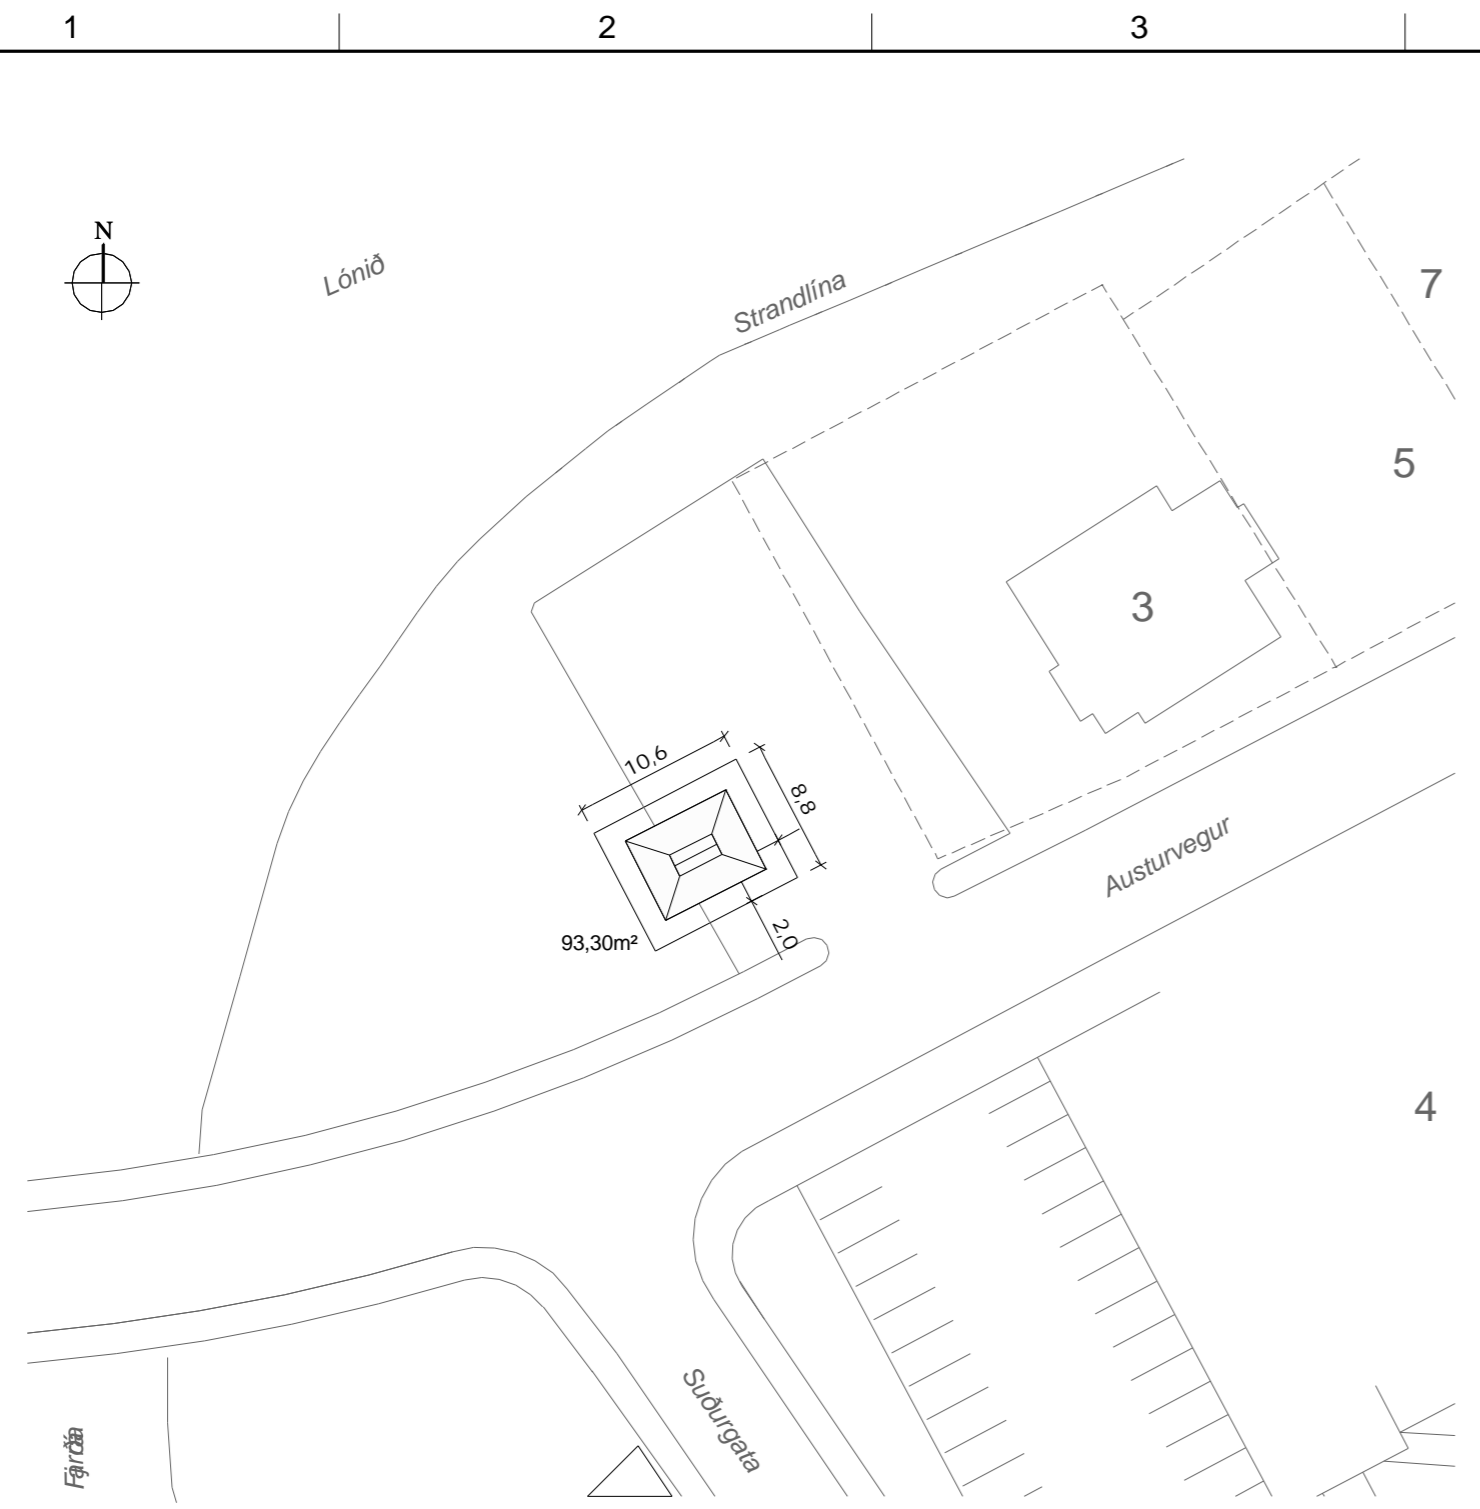 1 2 3
N
Lónið
Strandlína
7
5
3
10,6
8,8
Austurvegur
2,0
93,30m²
4
Suðurgata